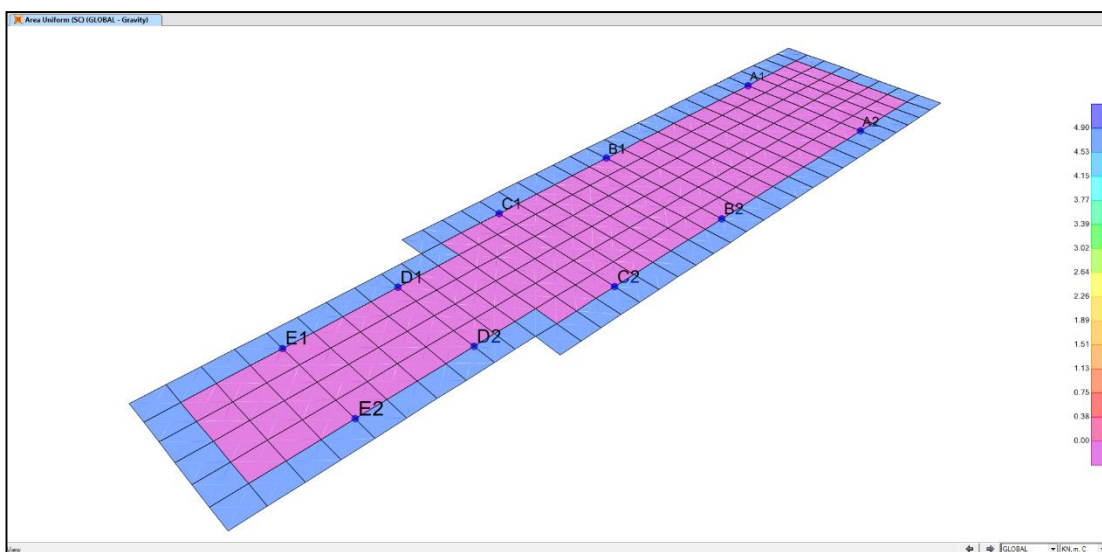 Area Uniform (SC) (GLOBAL - Gravity)
A1
A2
B1
B2
C1
C2
D1
D2
E1
E2
4.90
4.53
4.15
3.77
3.39
3.02
2.64
2.26
1.89
1.51
1.13
0.75
0.38
0.00
GLOBAL
KN, m, C